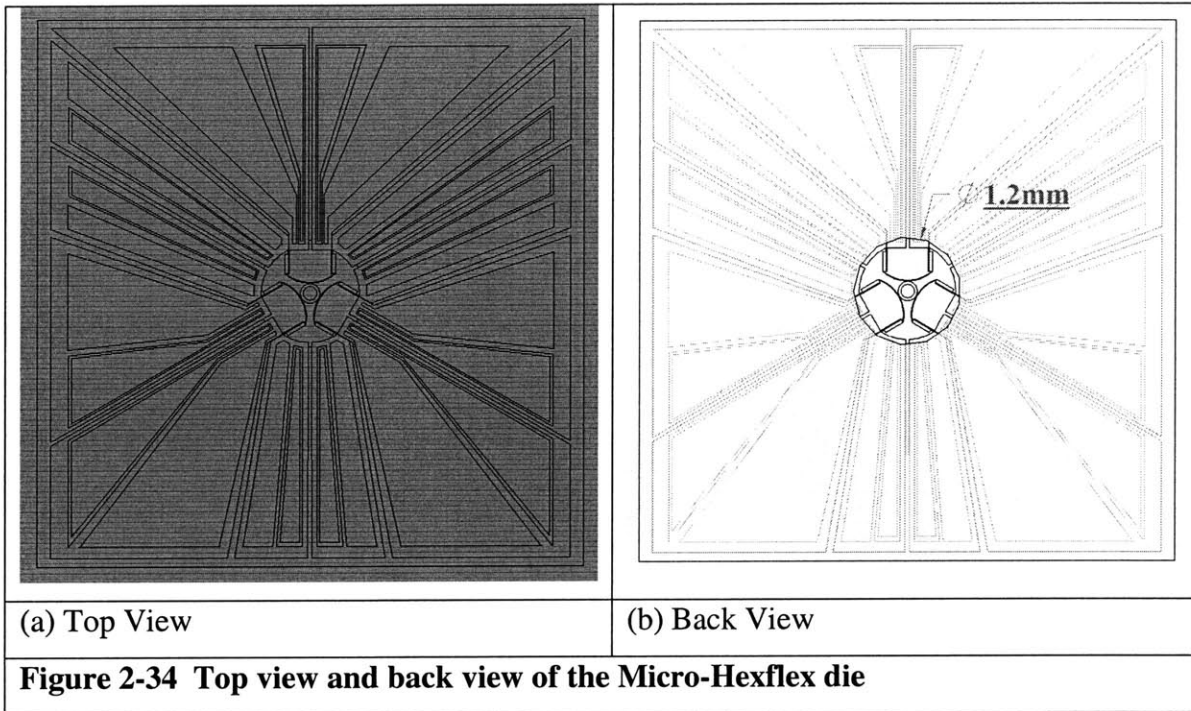 ⌀ 1.2mm
(a) Top View
(b) Back View
Figure 2-34 Top view and back view of the Micro-Hexflex die